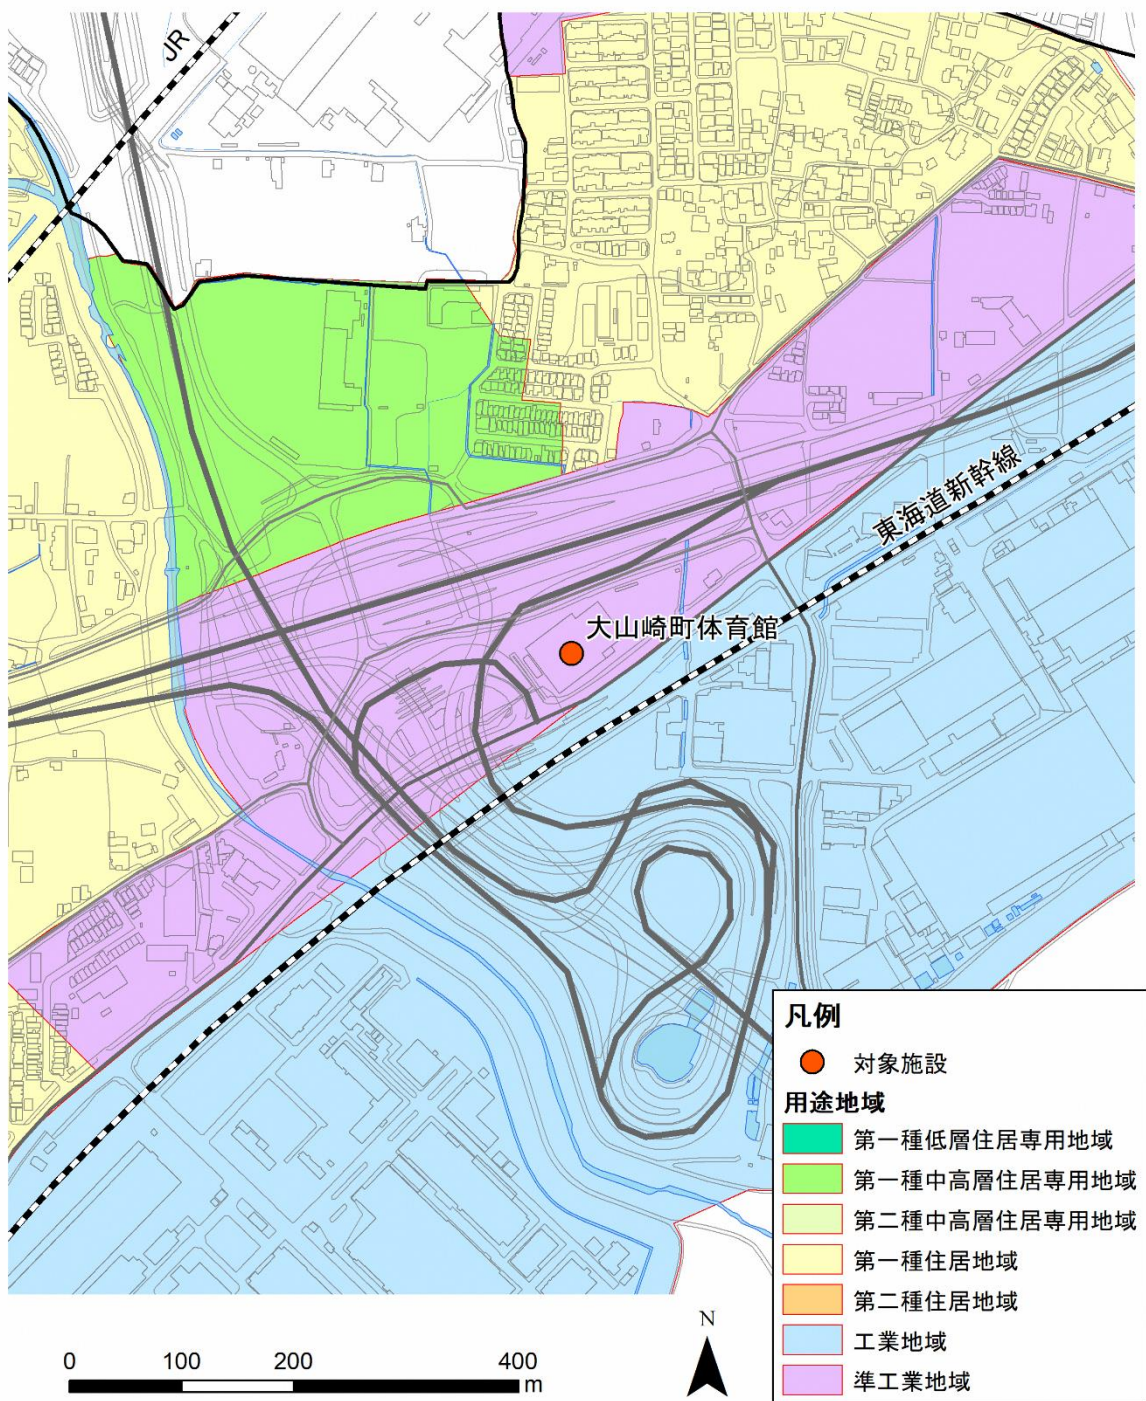 JR
東海道新幹線
大山崎町体育館
凡例
対象施設
用途地域
第一種低層住居専用地域
第一種中高層住居専用地域
第二種中高層住居専用地域
第一種住居地域
第二種住居地域
工業地域
準工業地域
N
0 100 200 400
m